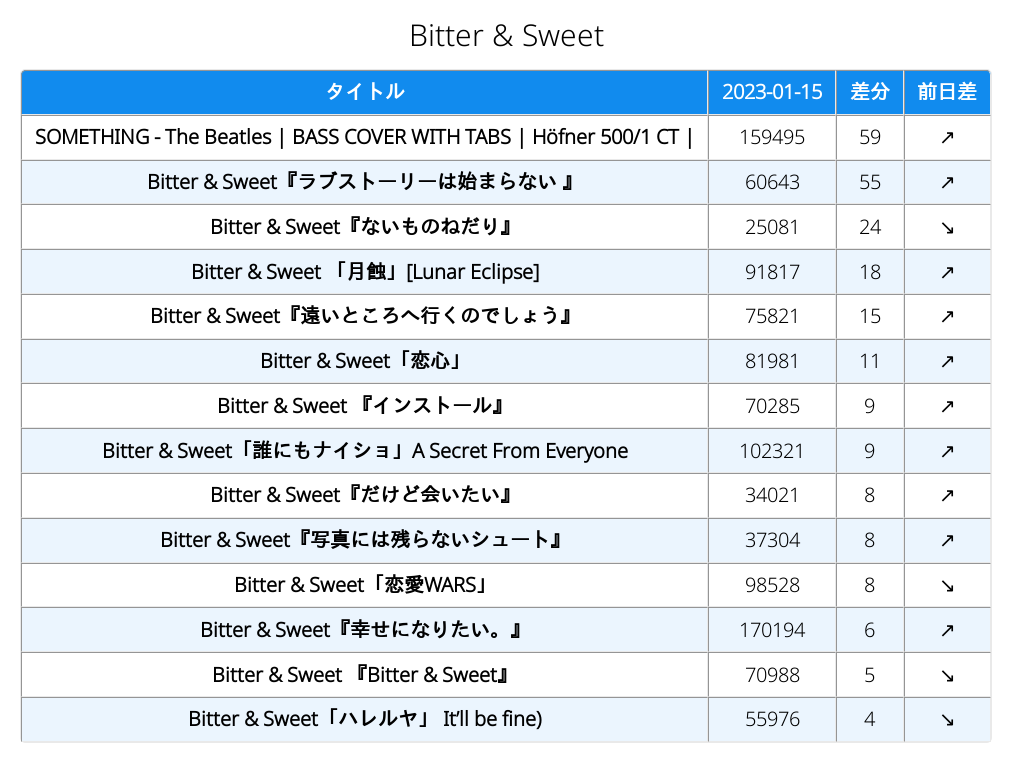 Bitter & Sweet
タイトル 2023-01-15 差分 前日差
SOMETHING - The Beatles | BASS COVER WITH TABS | Höfner 500/1 CT | 159495 59 ↗
Bitter & Sweet『ラブストーリーは始まらない 』 60643 55 ↗
Bitter & Sweet『ないものねだり』 25081 24 ↘
Bitter & Sweet 「月蝕」[Lunar Eclipse] 91817 18 ↗
Bitter & Sweet『遠いところへ行くのでしょう』 75821 15 ↗
Bitter & Sweet「恋心」 81981 11 ↗
Bitter & Sweet 『インストール』 70285 9 ↗
Bitter & Sweet「誰にもナイショ」A Secret From Everyone 102321 9 ↗
Bitter & Sweet『だけど会いたい』 34021 8 ↗
Bitter & Sweet『写真には残らないシュート』 37304 8 ↗
Bitter & Sweet「恋愛WARS」 98528 8 ↘
Bitter & Sweet『幸せになりたい。』 170194 6 ↗
Bitter & Sweet 『Bitter & Sweet』 70988 5 ↘
Bitter & Sweet「ハレルヤ」 It’ll be fine) 55976 4 ↘